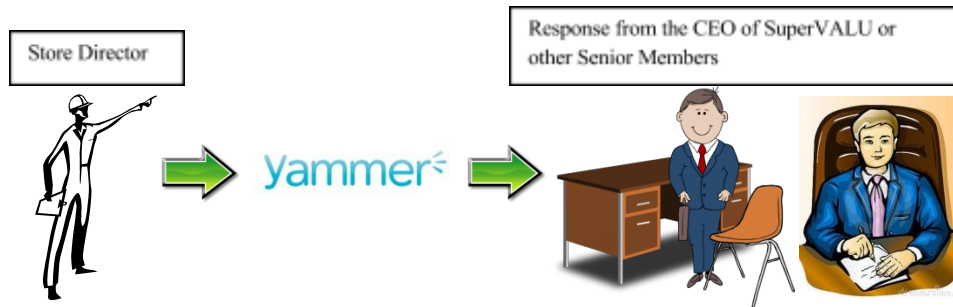 Store Director
Response from the CEO of SuperVALU or
other Senior Members
yammer